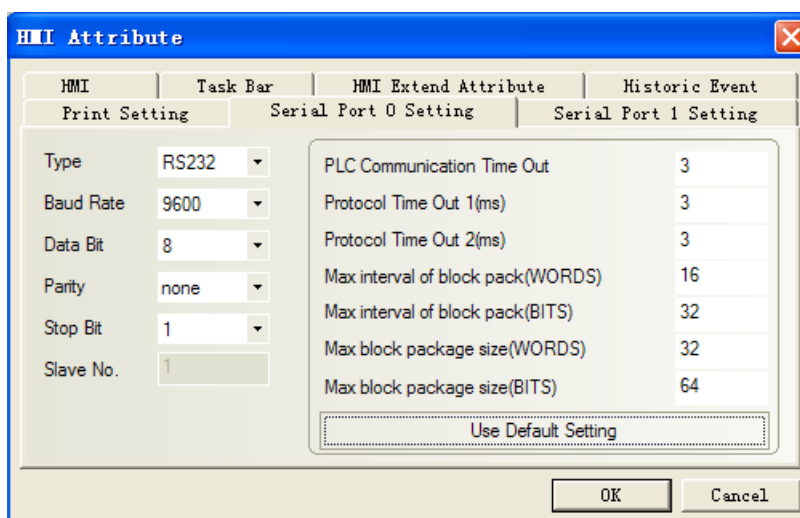 HMI Attribute
HMI Task Bar HMI Extend Attribute Historic Event
Print Setting Serial Port 0 Setting Serial Port 1 Setting
Type RS232
Baud Rate 9600
Data Bit 8
Parity none
Stop Bit 1
Slave No. 1
PLC Communication Time Out 3
Protocol Time Out 1(ms) 3
Protocol Time Out 2(ms) 3
Max interval of block pack(WORDS) 16
Max interval of block pack(BITS) 32
Max block package size(WORDS) 32
Max block package size(BITS) 64
Use Default Setting
OK Cancel